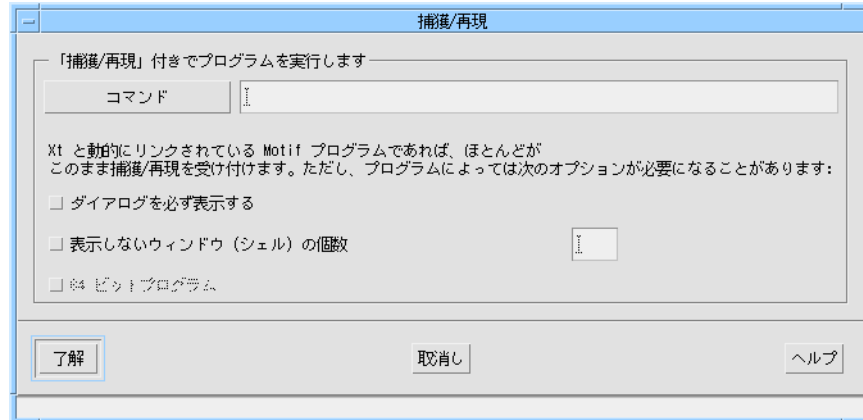 捕獲/再現
「捕獲/再現」付きでプログラムを実行します
コマンド
Xt と動的にリンクされている Motif プログラムであれば、ほとんどが
このまま捕獲/再現を受け付けます。ただし、プログラムによっては次のオプションが必要になることがあります:
ダイアログを必ず表示する
表示しないウィンドウ（シェル）の個数
64 ビットプログラム
了解
取消し
ヘルプ